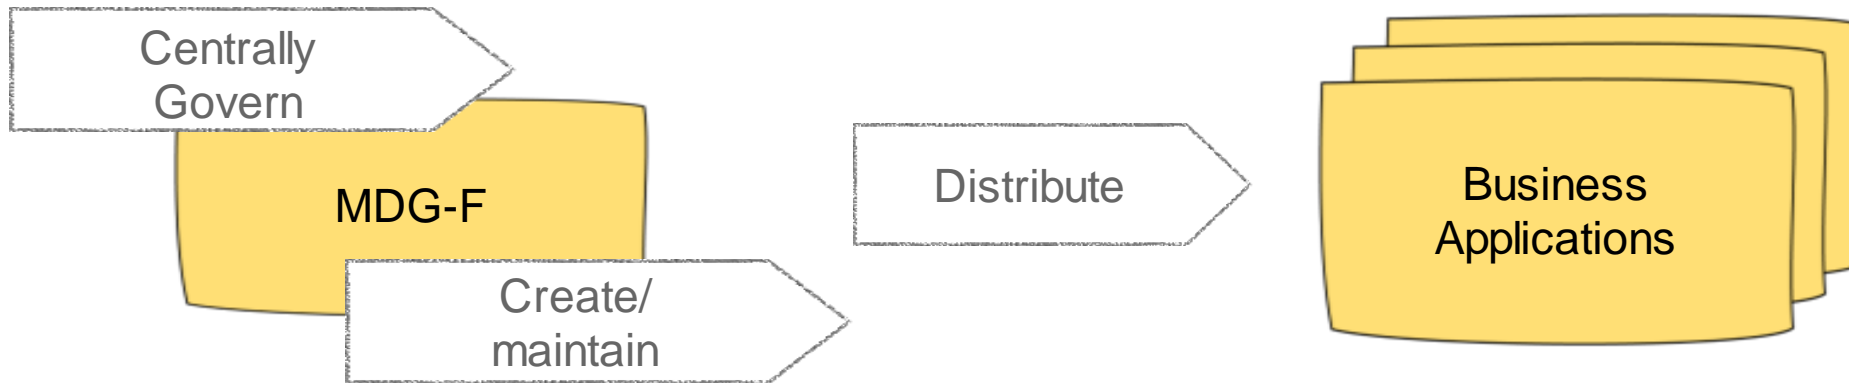 Centrally
Govern
MDG-F
Create/
maintain
Distribute
Business
Applications